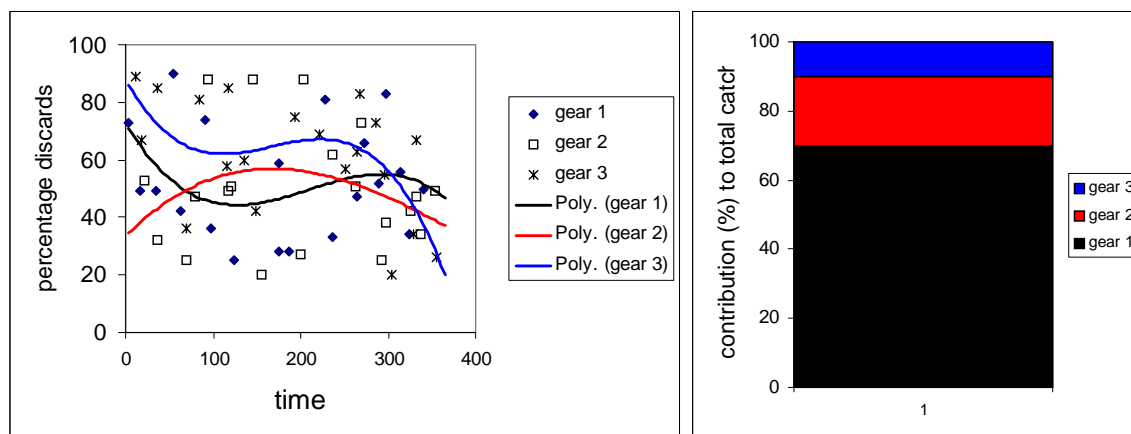 percentage discards
100
80
60
40
20
0
0
100
200
300
400
time
gear 1
gear 2
gear 3
Poly. (gear 1)
Poly. (gear 2)
Poly. (gear 3)
contribution (%) to total catch
100
80
60
40
20
0
1
gear 3
gear 2
gear 1